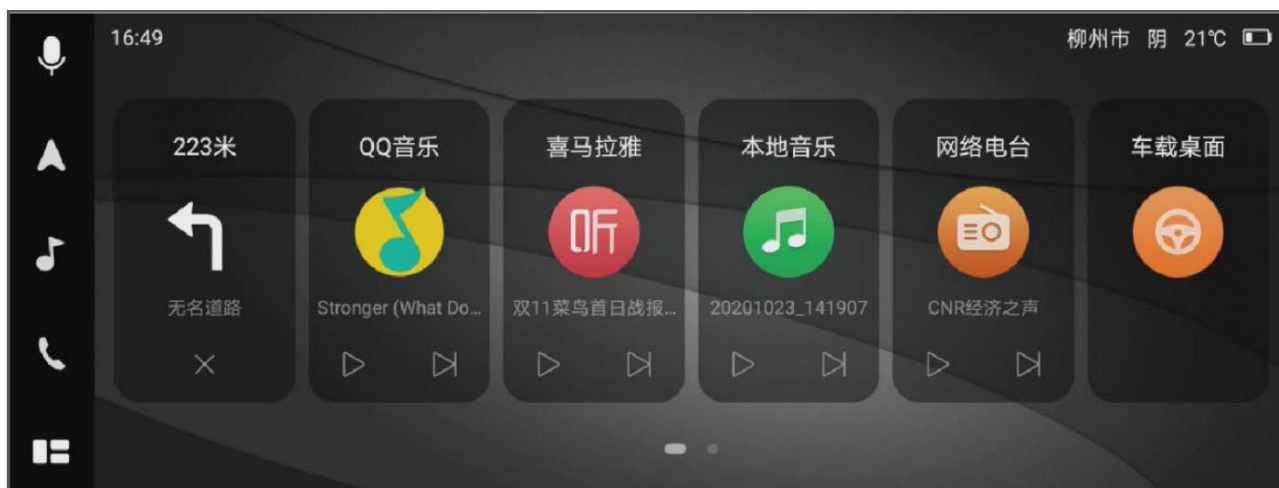 16:49
柳州市 阴 21℃
223米
无名道路
QQ音乐
Stronger (What Do...
喜马拉雅
听
双11菜鸟首日战报...
本地音乐
20201023_141907
网络电台
CNR经济之声
车载桌面